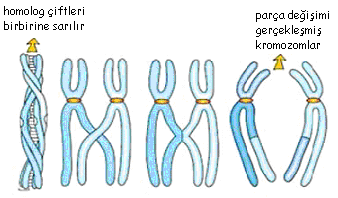 homolog çiftleri
birbirine sarılır
parça değişimi
gerçekleşmiş
kromozomlar